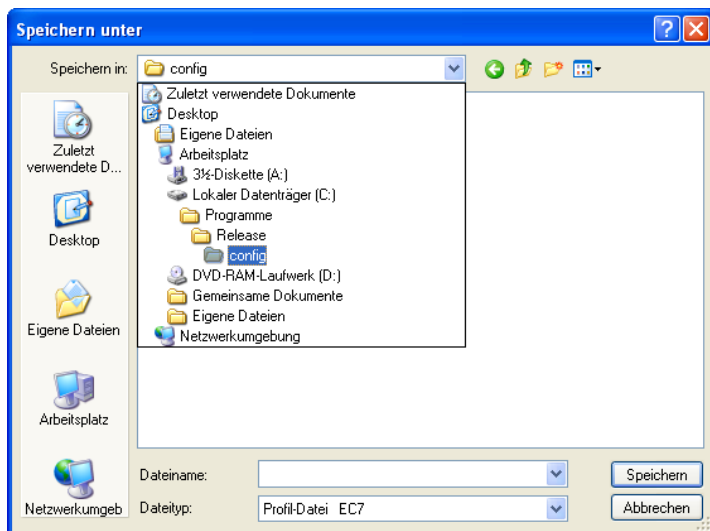 Speichern unter
Speichern in: config
Zuletzt verwendete Dokumente
Desktop
Eigene Dateien
Arbeitsplatz
3½-Diskette (A:)
Lokaler Datenträger (C:)
Programme
Release
config
DVD-RAM-Laufwerk (D:)
Gemeinsame Dokumente
Eigene Dateien
Netzwerkumgebung
Zuletzt
verwendete D...
Desktop
Eigene Dateien
Arbeitsplatz
Netzwerkumgeb
Dateiname: Speichern
Dateityp: Profil-Datei EC7 Abbrechen